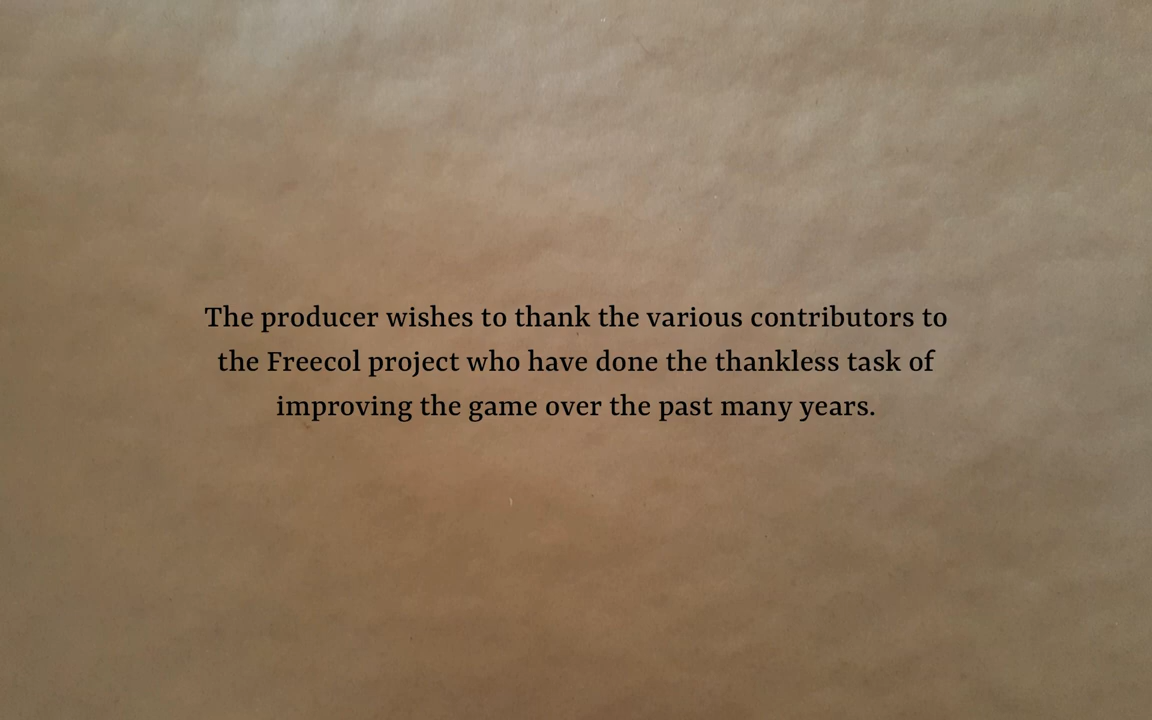 The producer wishes to thank the various contributors to
the Freecol project who have done the thankless task of
improving the game over the past many years.